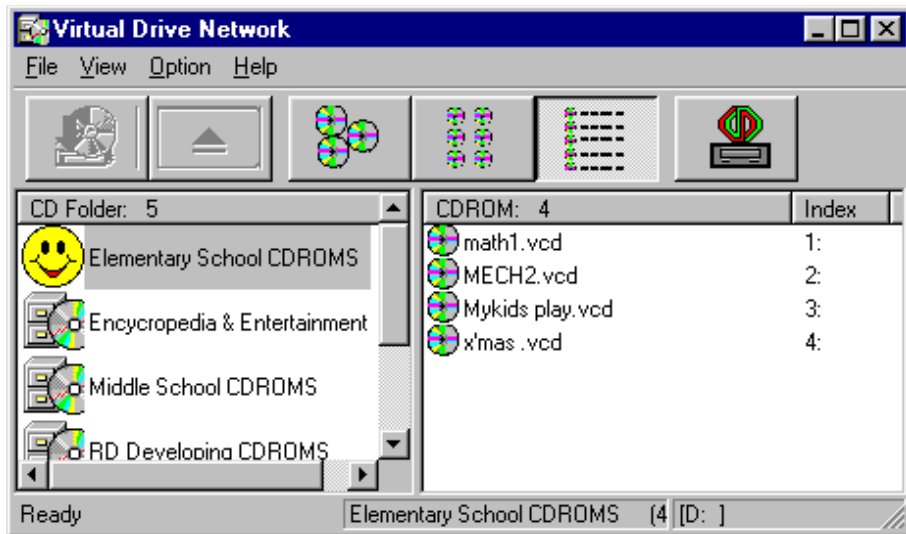 Virtual Drive Network
File View Option Help
CD Folder: 5
Elementary School CDROMS
Encycropedia & Entertainment
Middle School CDROMS
RD Developing CDROMS
CDROM: 4 Index
math1.vcd 1:
MECH2.vcd 2:
Mykids play.vcd 3:
x'mas .vcd 4:
Ready Elementary School CDROMS (4 [D: ]